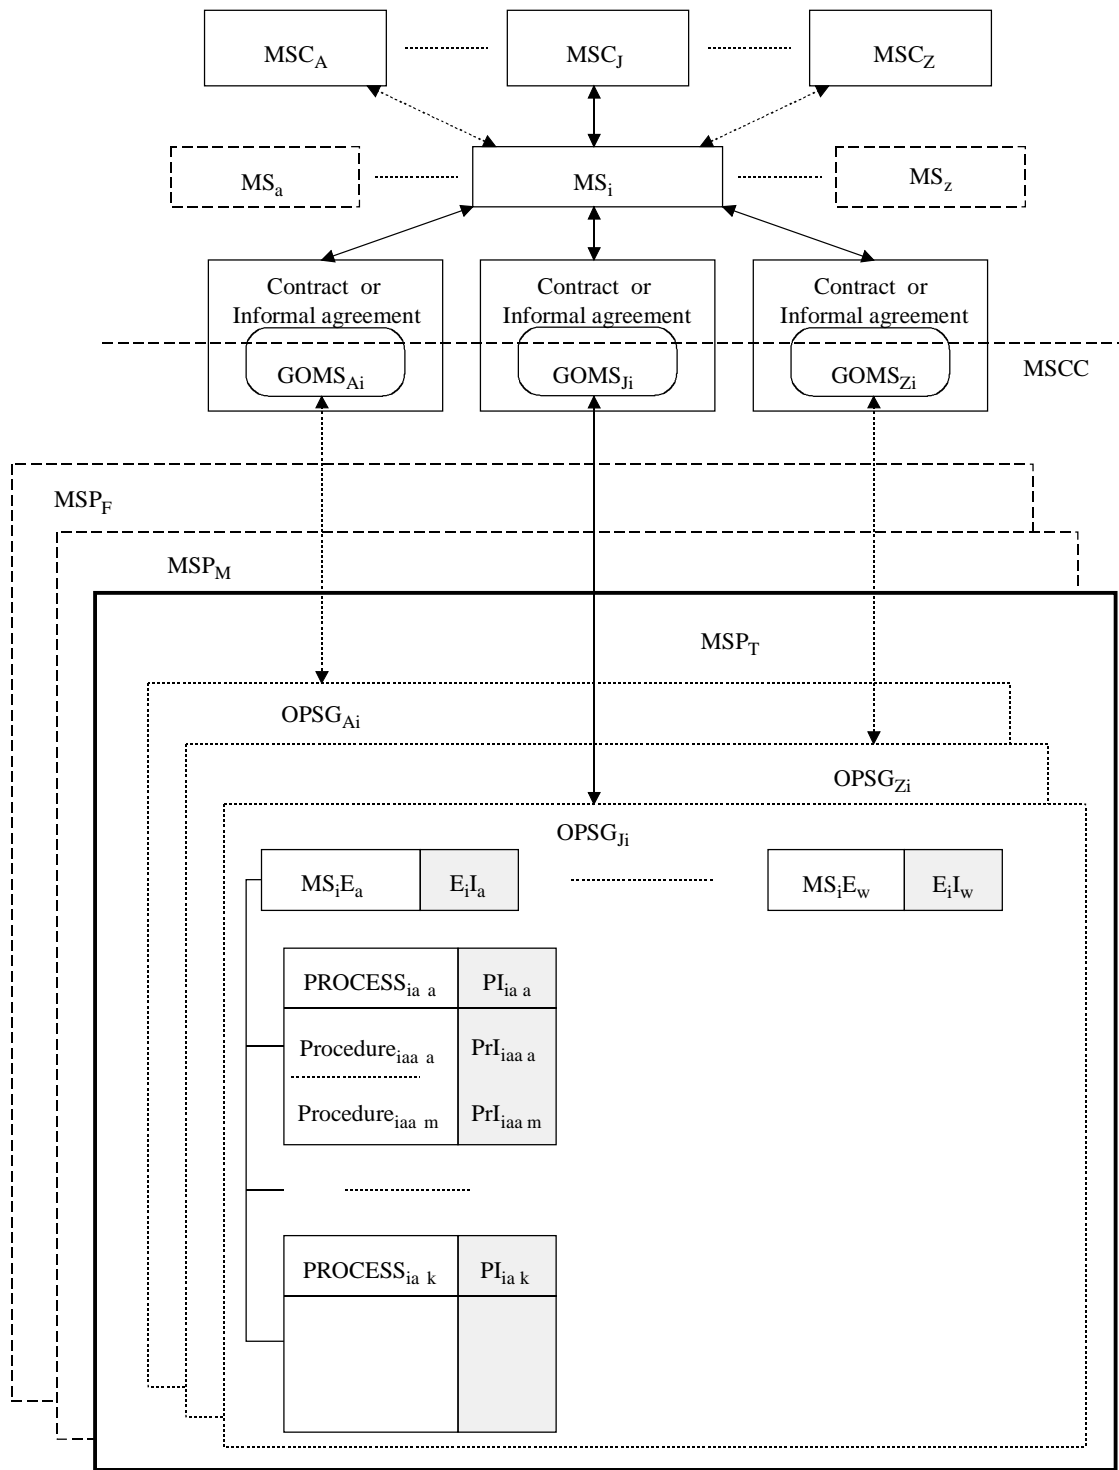 MSC_A MSC_J MSC_Z
MS_a MS_i MS_z
Contract or Contract or Contract or
Informal agreement Informal agreement Informal agreement
GOMS_Ai GOMS_Ji GOMS_Zi
MSCC
MSP_F
MSP_M
MSP_T
OPSG_Ai
OPSG_Zi
OPSG_Ji
MS_iE_a E_iI_a MS_iE_w E_iI_w
PROCESS_ia a PI_ia a
Procedure_iaa a PrI_iaa a
Procedure_iaa m PrI_iaa m
PROCESS_ia k PI_ia k